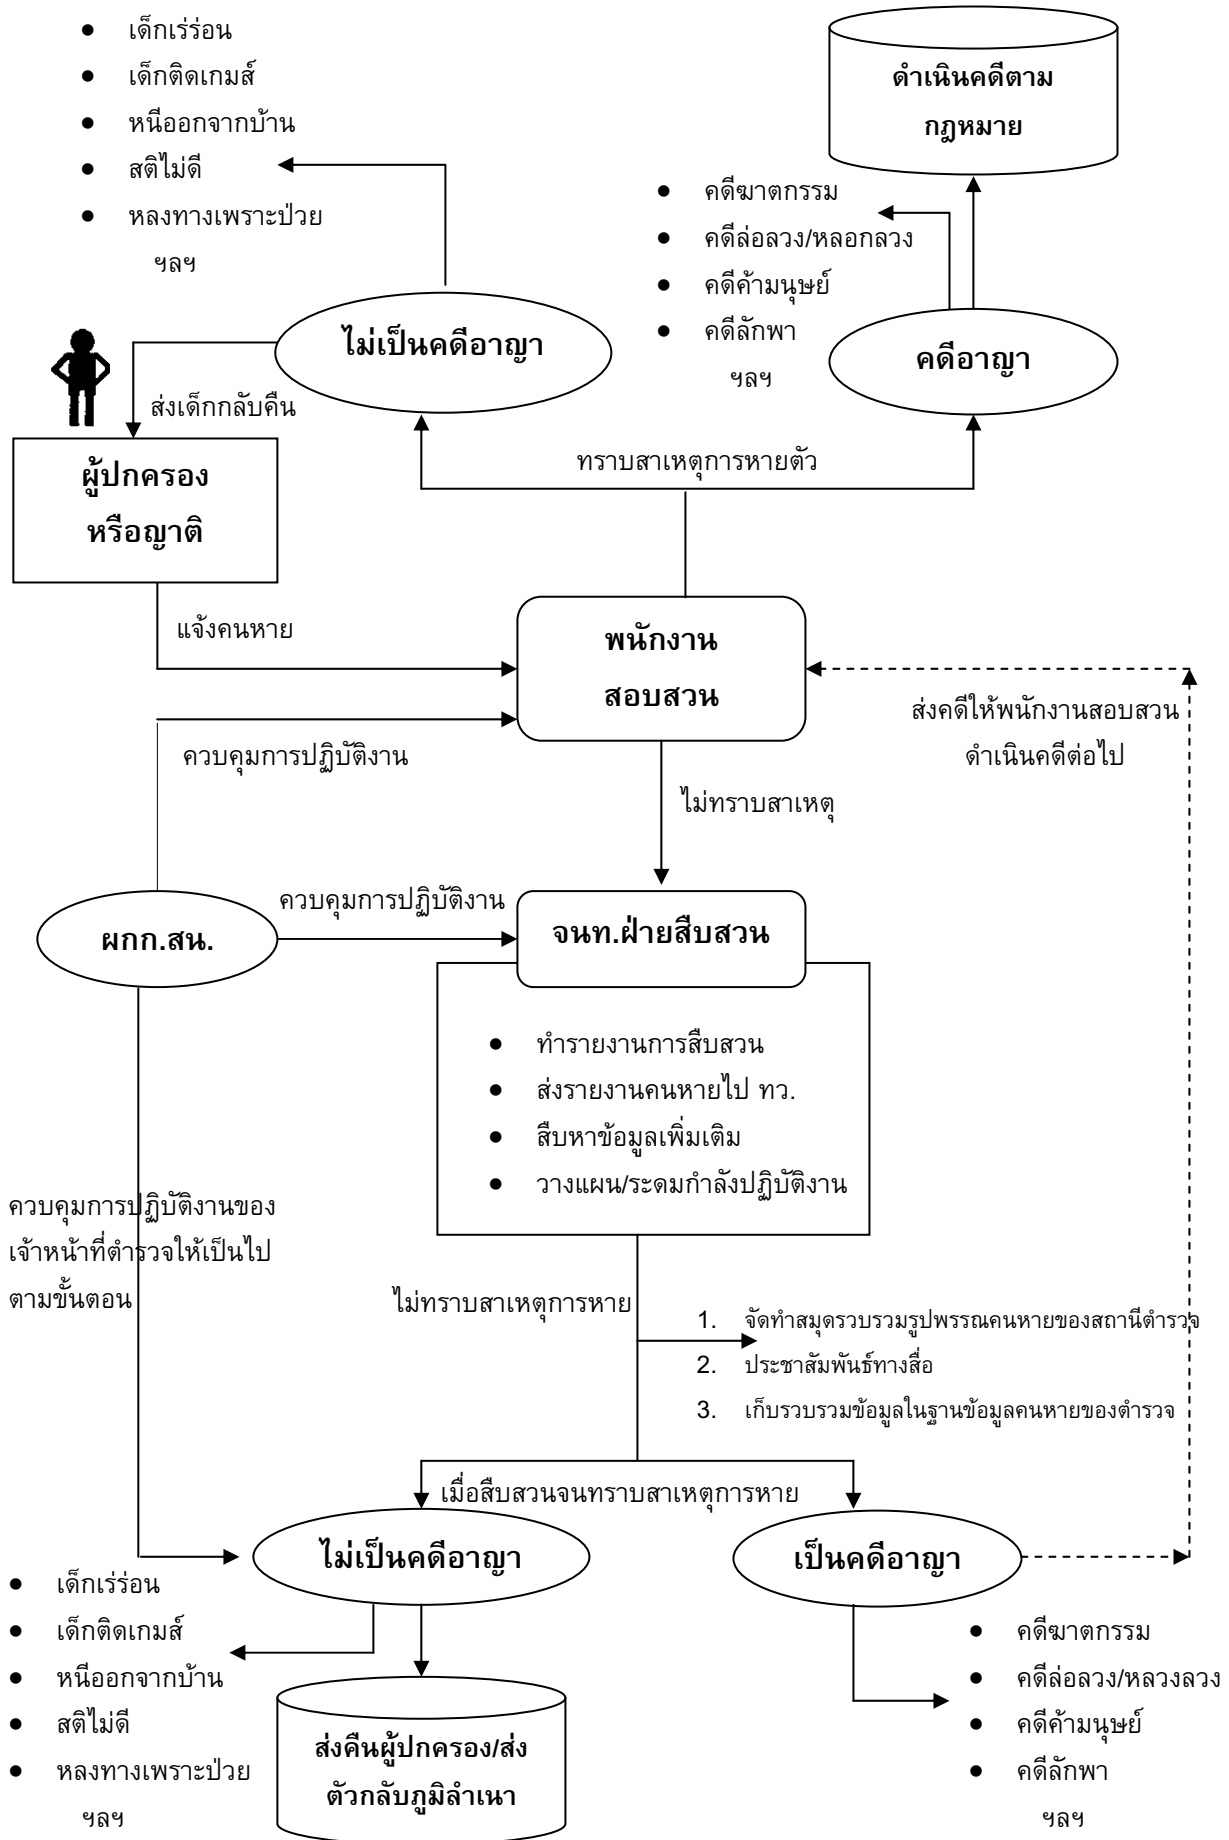 ● เด็กเร่ร่อน
● เด็กติดเกมส์
● หนีออกจากบ้าน
● สติไม่ดี
● หลงทางเพราะป่วย
ฯลฯ
ดำเนินคดีตาม
กฎหมาย
● คดีฆาตกรรม
● คดีล่อลวง/หลอกลวง
● คดีค้ามนุษย์
● คดีลักพา
ฯลฯ
ไม่เป็นคดีอาญา
คดีอาญา
ส่งเด็กกลับคืน
ทราบสาเหตุการหายตัว
ผู้ปกครอง
หรือญาติ
แจ้งคนหาย
พนักงาน
สอบสวน
ส่งคดีให้พนักงานสอบสวน
ดำเนินคดีต่อไป
ควบคุมการปฏิบัติงาน
ไม่ทราบสาเหตุ
ควบคุมการปฏิบัติงาน
ผกก.สน.
จนท.ฝ่ายสืบสวน
● ทำรายงานการสืบสวน
● ส่งรายงานคนหายไป ทว.
● สืบหาข้อมูลเพิ่มเติม
● วางแผน/ระดมกำลังปฏิบัติงาน
ควบคุมการปฏิบัติงานของ
เจ้าหน้าที่ตำรวจให้เป็นไป
ตามขั้นตอน
ไม่ทราบสาเหตุการหาย
1. จัดทำสมุดรวบรวมรูปพรรณคนหายของสถานีตำรวจ
2. ประชาสัมพันธ์ทางสื่อ
3. เก็บรวบรวมข้อมูลในฐานข้อมูลคนหายของตำรวจ
เมื่อสืบสวนจนทราบสาเหตุการหาย
ไม่เป็นคดีอาญา
เป็นคดีอาญา
● เด็กเร่ร่อน
● เด็กติดเกมส์
● หนีออกจากบ้าน
● สติไม่ดี
● หลงทางเพราะป่วย
ฯลฯ
ส่งคืนผู้ปกครอง/ส่ง
ตัวกลับภูมิลำเนา
● คดีฆาตกรรม
● คดีล่อลวง/หลวงลวง
● คดีค้ามนุษย์
● คดีลักพา
ฯลฯ